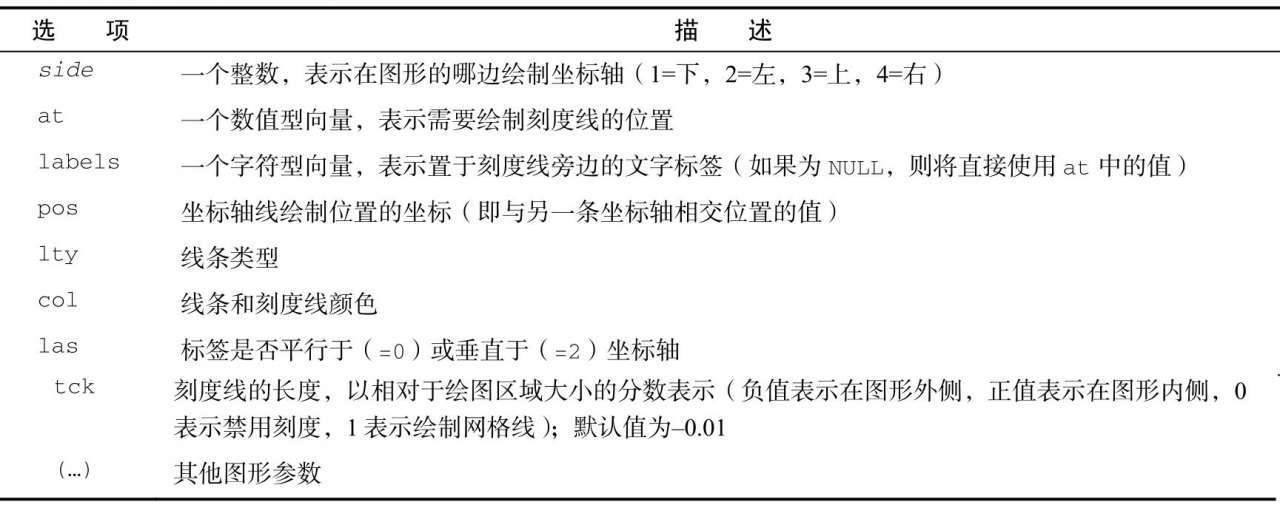 选 项 描 述
side 一个整数，表示在图形的哪边绘制坐标轴（1=下，2=左，3=上，4=右）
at 一个数值型向量，表示需要绘制刻度线的位置
labels 一个字符型向量，表示置于刻度线旁边的文字标签（如果为 NULL，则将直接使用 at 中的值）
pos 坐标轴线绘制位置的坐标（即与另一条坐标轴相交位置的值）
lty 线条类型
col 线条和刻度线颜色
las 标签是否平行于（=0）或垂直于（=2）坐标轴
tck 刻度线的长度，以相对于绘图区域大小的分数表示（负值表示在图形外侧，正值表示在图形内侧，0
表示禁用刻度，1 表示绘制网格线）；默认值为–0.01
(…) 其他图形参数